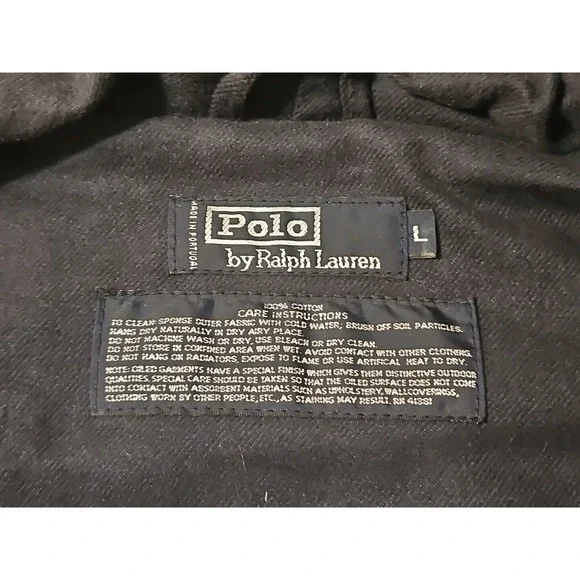 MADE IN PORTUGAL
Polo
by Ralph Lauren
L
100% COTTON
CARE INSTRUCTIONS
TO CLEAN: SPONGE OUTER FABRIC WITH COLD WATER; BRUSH OFF SOIL PARTICLES.
HANG DRY NATURALLY IN DRY AIRY PLACE.
DO NOT MACHINE WASH OR DRY, USE BLEACH OR DRY CLEAN.
DO NOT STORE IN CONFINED AREA WHEN WET. AVOID CONTACT WITH OTHER CLOTHING.
DO NOT HANG ON RADIATORS, EXPOSE TO FLAME OR USE ARTIFICIAL HEAT TO DRY.
NOTE: OILED GARMENTS HAVE A SPECIAL FINISH WHICH GIVES THEM DISTINCTIVE OUTDOOR
QUALITIES. SPECIAL CARE SHOULD BE TAKEN SO THAT THE OILED SURFACE DOES NOT COME
INTO CONTACT WITH ABSORBENT MATERIALS SUCH AS UPHOLSTERY, WALLCOVERINGS,
CLOTHING WORN BY OTHER PEOPLE, ETC., AS STAINING MAY RESULT. RN 41381